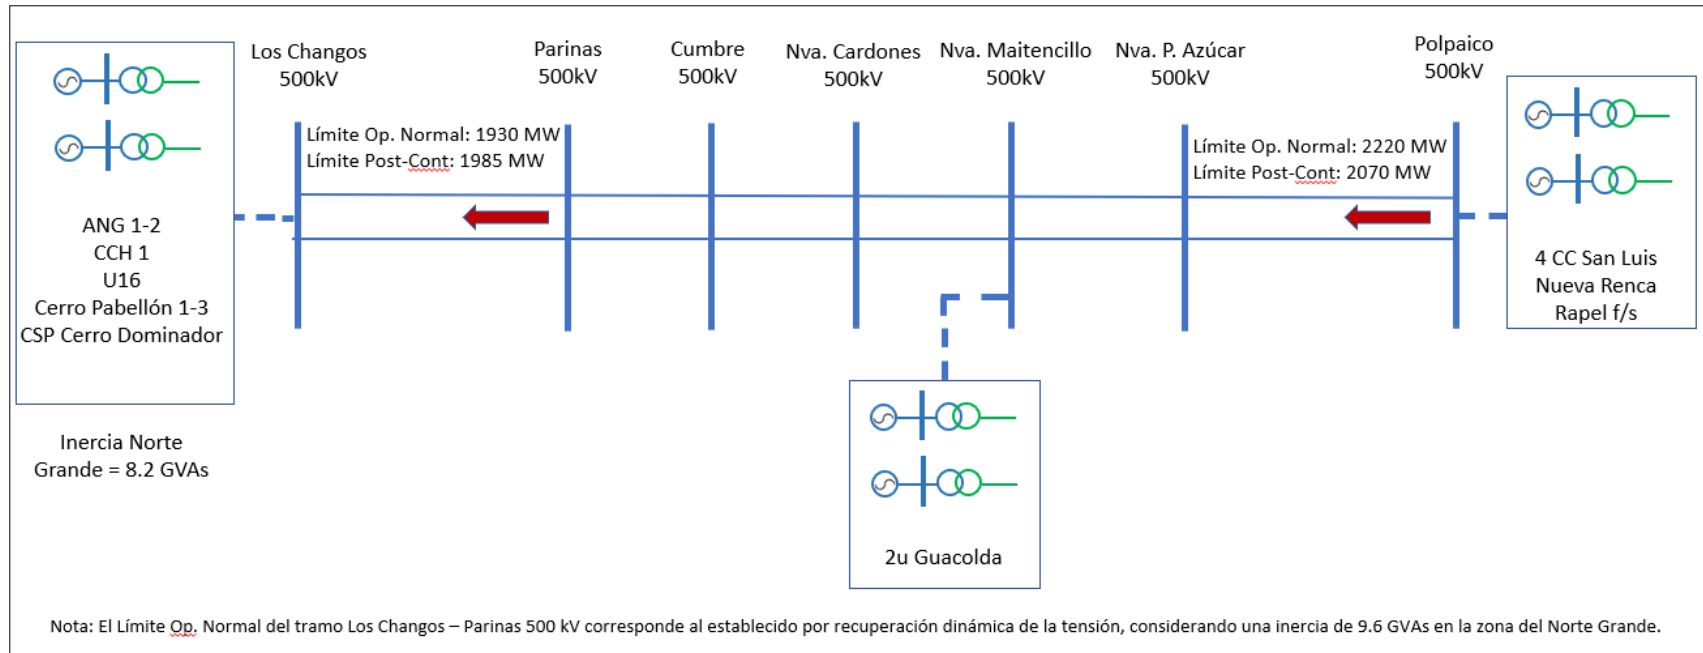 Los Changos
500kV
Parinas
500kV
Cumbre
500kV
Nva. Cardones
500kV
Nva. Maitencillo
500kV
Nva. P. Azúcar
500kV
Polpaico
500kV
Límite Op. Normal: 1930 MW
Límite Post-Cont: 1985 MW
Límite Op. Normal: 2220 MW
Límite Post-Cont: 2070 MW
ANG 1-2
CCH 1
U16
Cerro Pabellón 1-3
CSP Cerro Dominador
4 CC San Luis
Nueva Renca
Rapel f/s
Inercia Norte
Grande = 8.2 GVAs
2u Guacolda
Nota: El Límite Op. Normal del tramo Los Changos – Parinas 500 kV corresponde al establecido por recuperación dinámica de la tensión, considerando una inercia de 9.6 GVAs en la zona del Norte Grande.